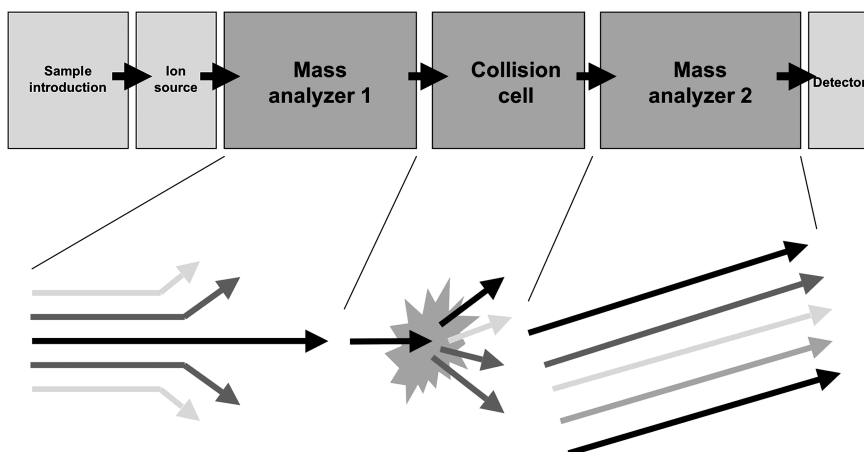 Sample
introduction
Ion
source
Mass
analyzer 1
Collision
cell
Mass
analyzer 2
Detector